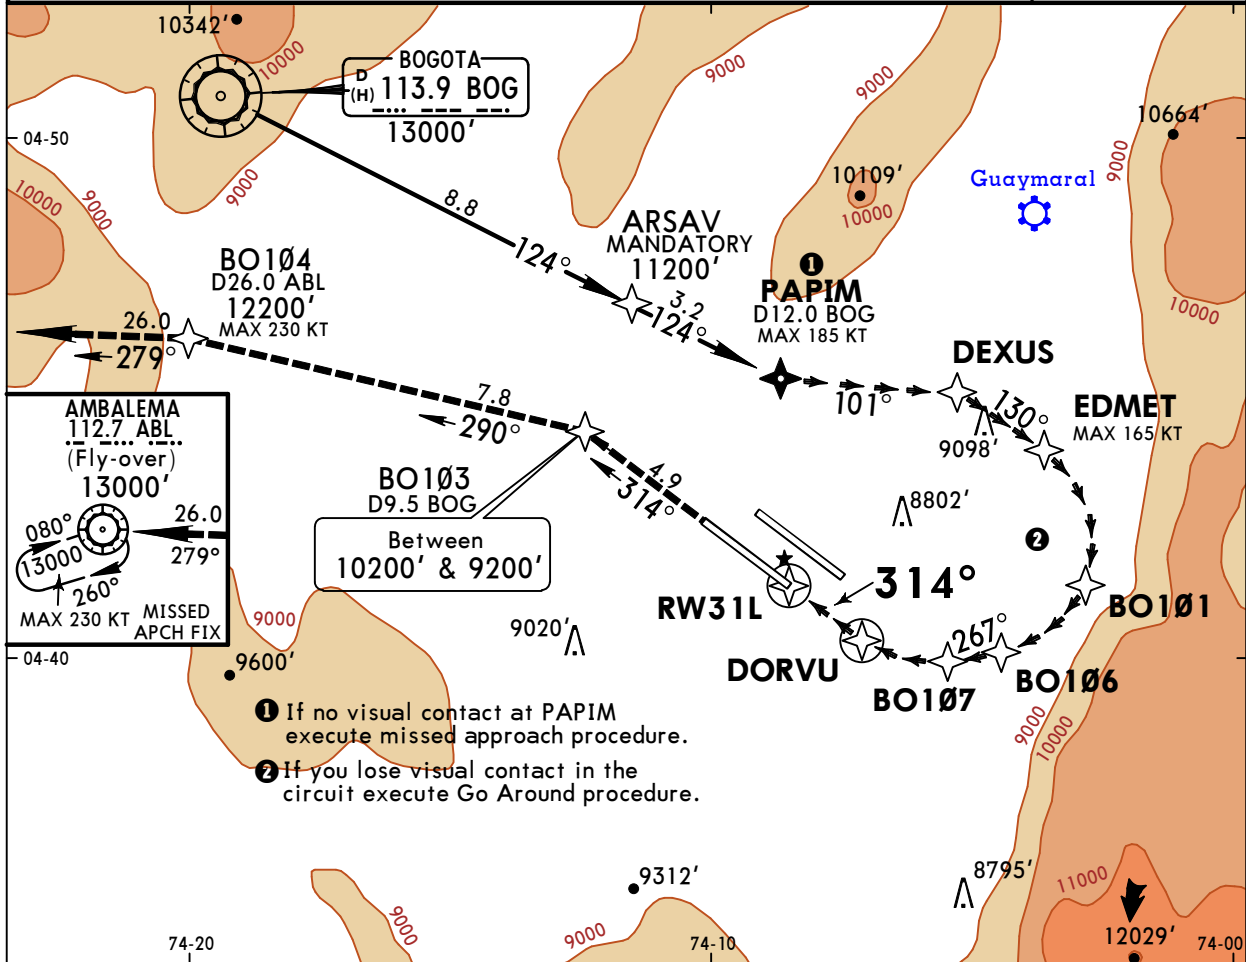 10342'
10000
BOGOTA
D
(H) 113.9 BOG
13000'
9000
9000
10664'
9000
04-50
10109'
10000
Guaymaral
10000
9000
9000
8.8
124°
ARSAV
MANDATORY
11200'
1
PAPIM
D12.0 BOG
MAX 185 KT
3.2
124°
BO1Ø4
D26.0 ABL
12200'
MAX 230 KT
26.0
279°
10000
DEXUS
101°
130°
EDMET
MAX 165 KT
9098'
7.8
290°
AMBALEMA
112.7 ABL
(Fly-over)
13000'
080°
13000
260°
26.0
279°
MAX 230 KT
MISSED
APCH FIX
BO1Ø3
D9.5 BOG
Between
10200' & 9200'
4.9
314°
8802'
2
314°
RW31L
BO1Ø1
267°
DORVU
BO1Ø6
BO1Ø7
9000
9020'
04-40
9600'
9000
10000
1 If no visual contact at PAPIM
execute missed approach procedure.
2 If you lose visual contact in the
circuit execute Go Around procedure.
9312'
8795'
11000
9000
9000
12029'
74-20
74-10
74-00